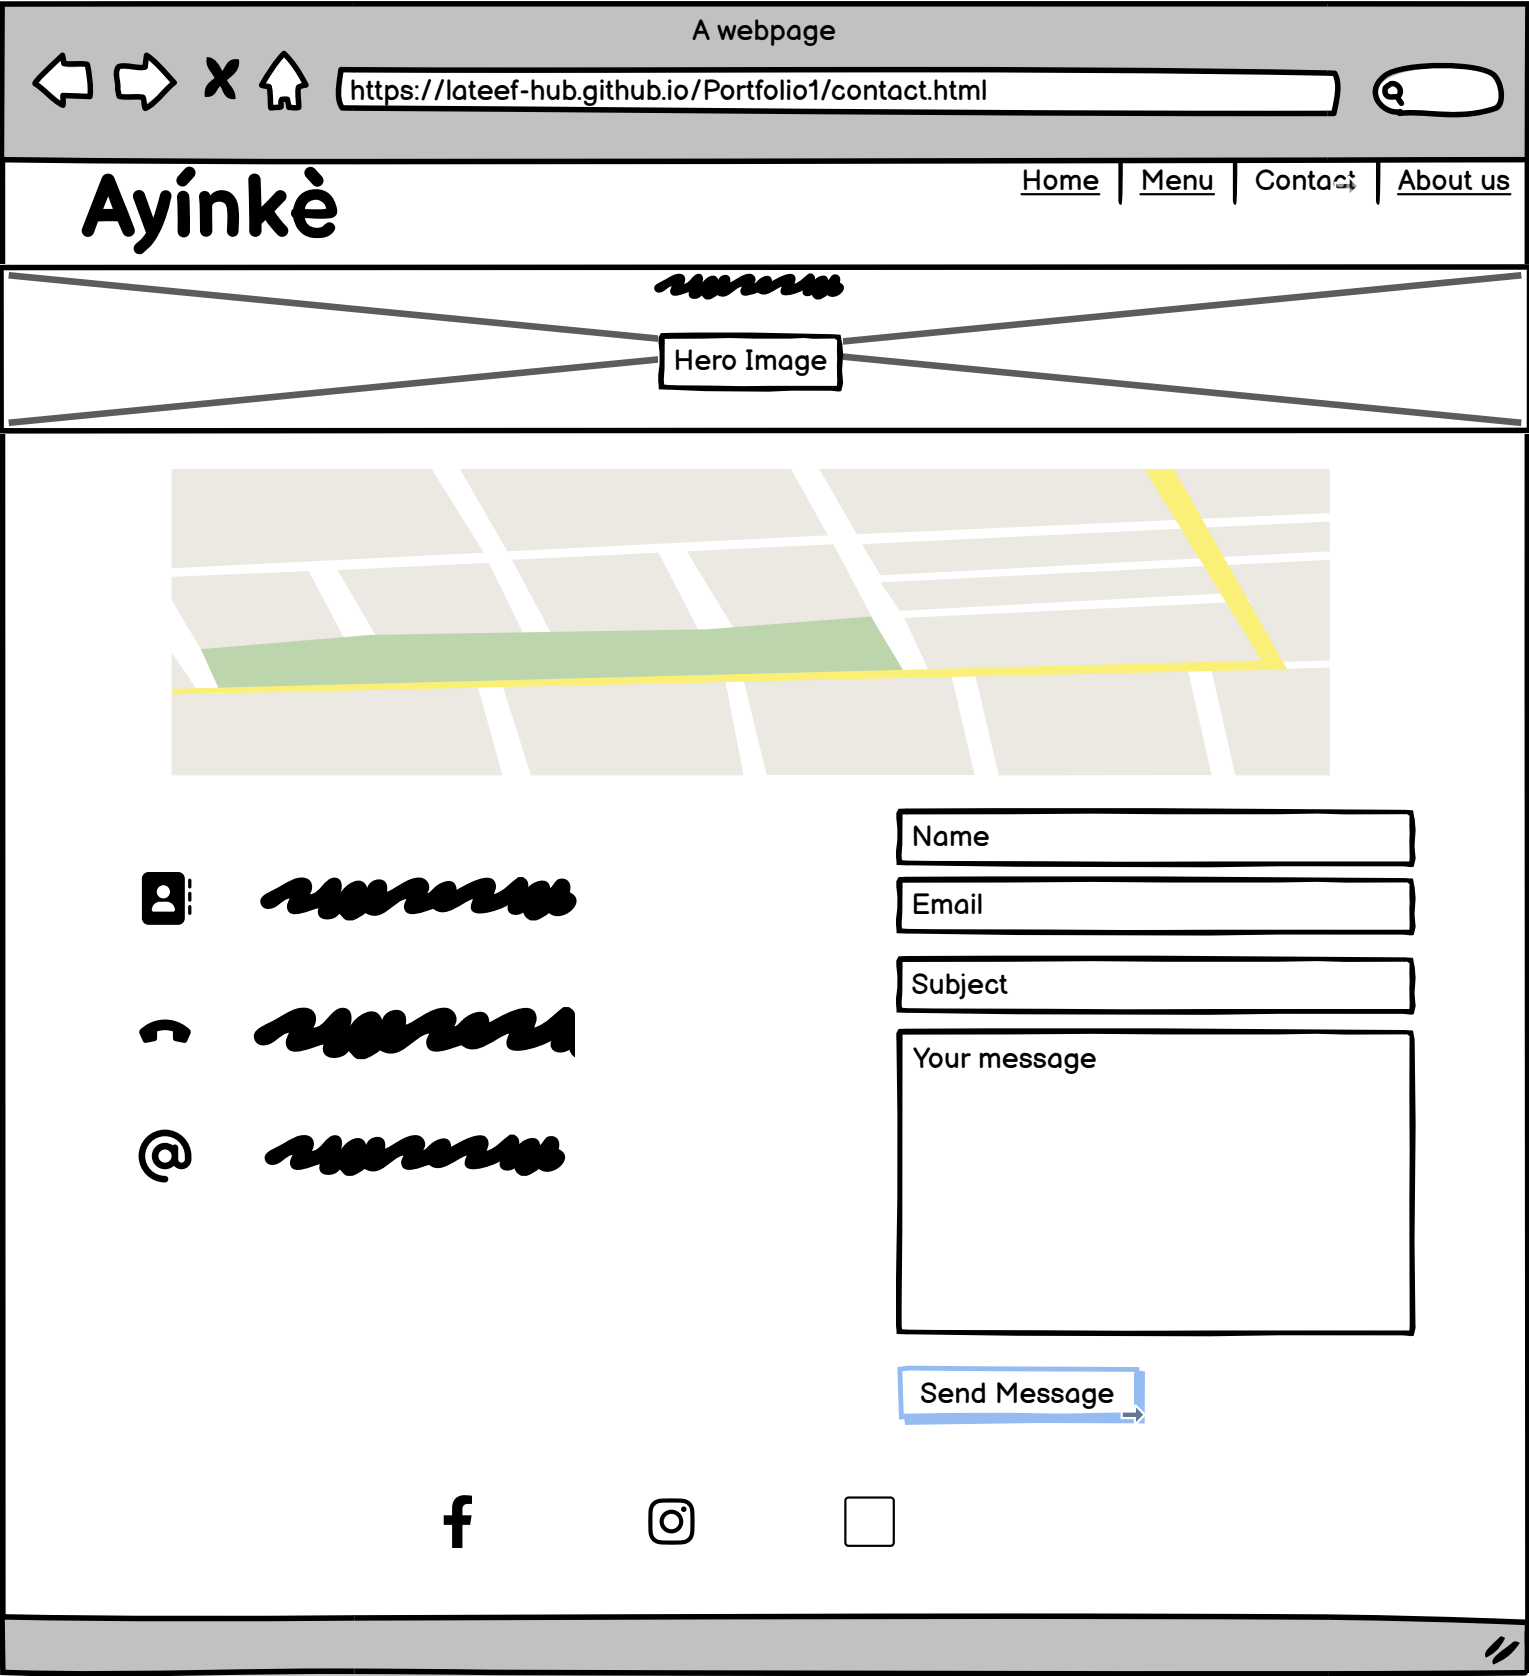 A webpage
https://lateef-hub.github.io/Portfolio1/contact.html
Ayínkè
Home Menu Contact About us
Hero Image
Name
Email
Subject
Your message
Send Message